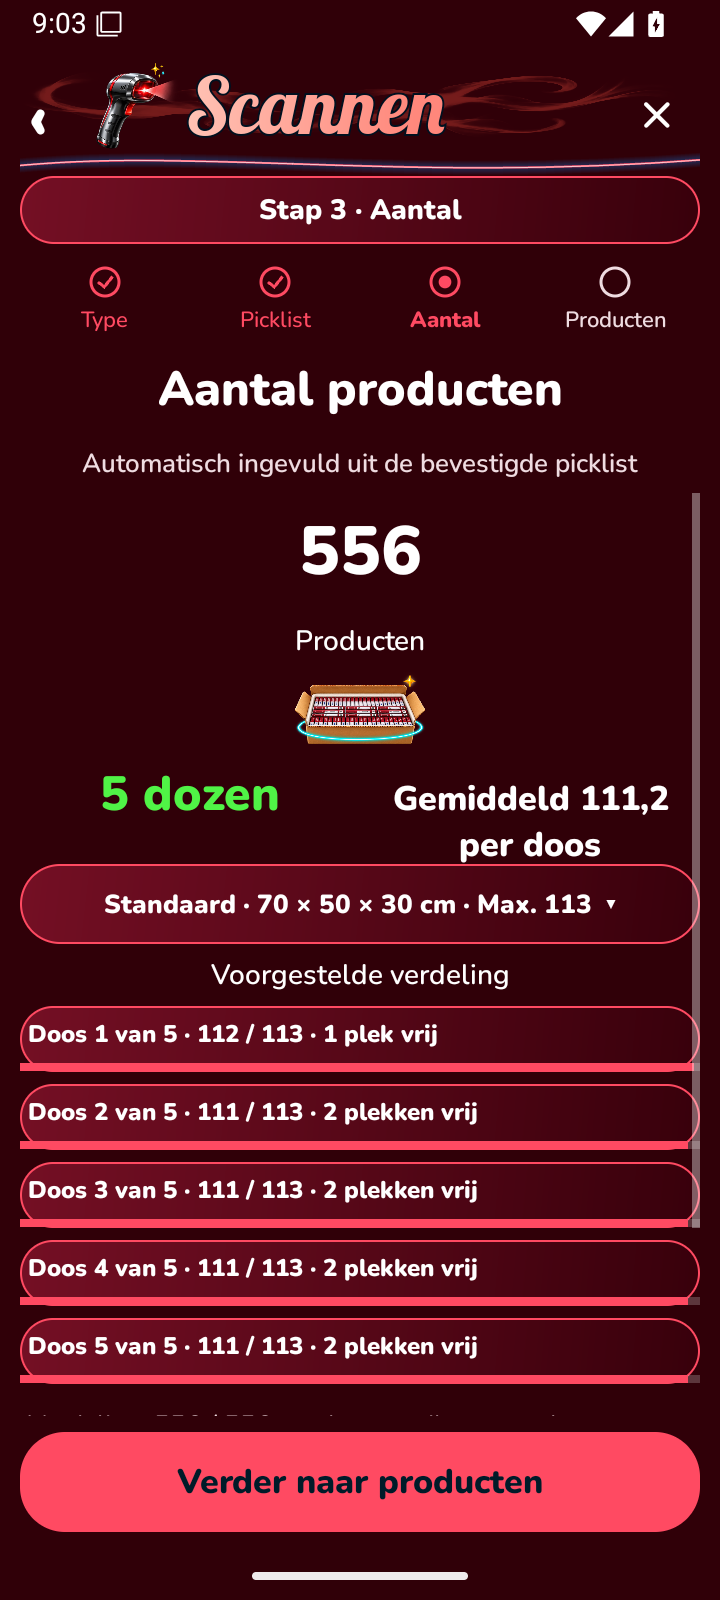 9:03
Scannen
Stap 3 · Aantal
Type
Picklist
Aantal
Producten
Aantal producten
Automatisch ingevuld uit de bevestigde picklist
556
Producten
5 dozen
Gemiddeld 111,2
per doos
Standaard · 70 × 50 × 30 cm · Max. 113 ▼
Voorgestelde verdeling
Doos 1 van 5 · 112 / 113 · 1 plek vrij
Doos 2 van 5 · 111 / 113 · 2 plekken vrij
Doos 3 van 5 · 111 / 113 · 2 plekken vrij
Doos 4 van 5 · 111 / 113 · 2 plekken vrij
Doos 5 van 5 · 111 / 113 · 2 plekken vrij
Verder naar producten